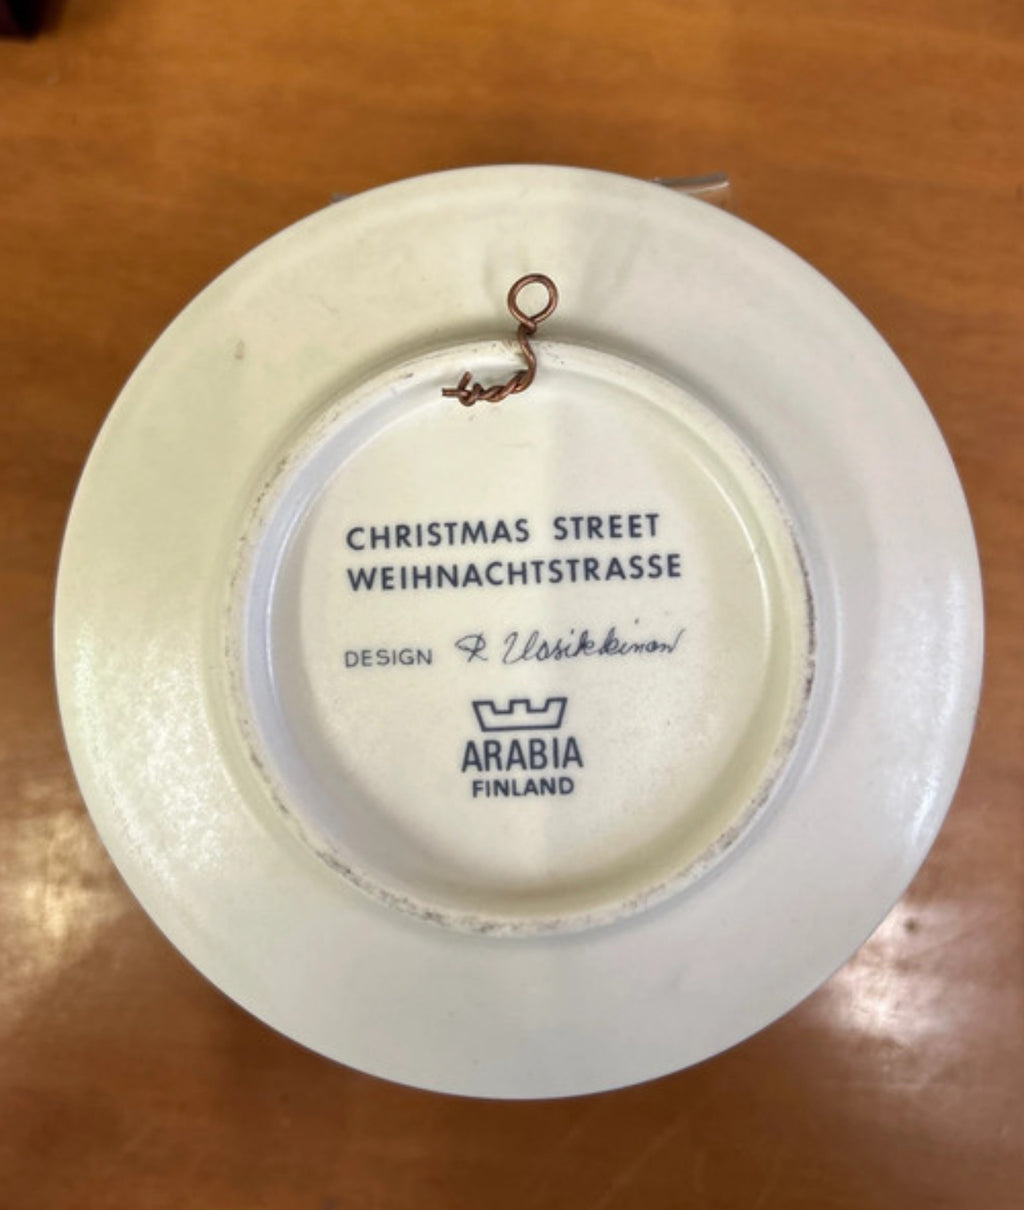 CHRISTMAS STREET
WEIHNACHTSTRASSE
DESIGN R Uosikkinen
ARABIA
FINLAND